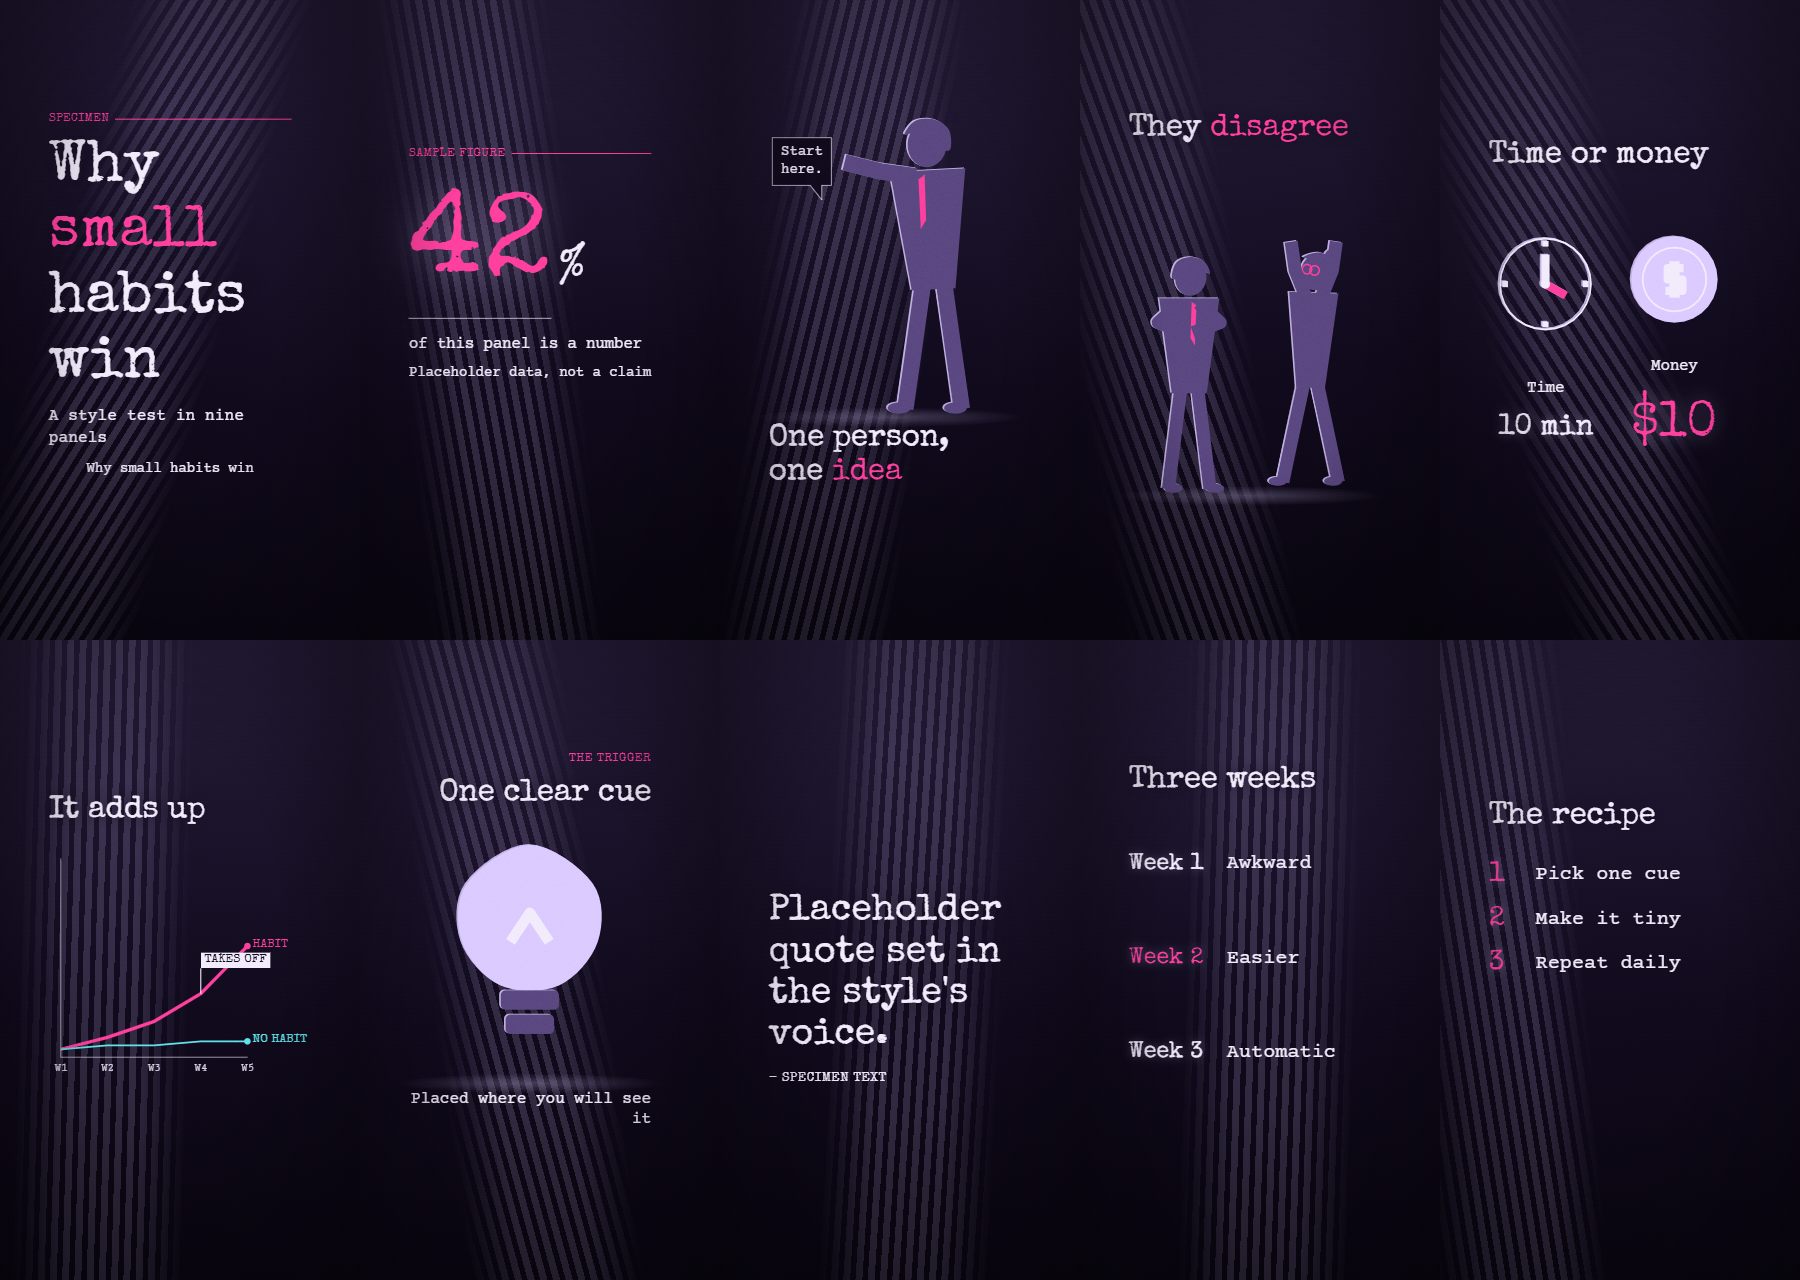 SPECIMEN
Why
small
habits
win
A style test in nine
panels
Why small habits win
SAMPLE FIGURE
42 %
of this panel is a number
Placeholder data, not a claim
Start
here.
One person,
one idea
They disagree
Time or money
$
Time
10 min
Money
$10
It adds up
HABIT
TAKES OFF
NO HABIT
W1 W2 W3 W4 W5
THE TRIGGER
One clear cue
Placed where you will see
it
Placeholder
quote set in
the style's
voice.
— SPECIMEN TEXT
Three weeks
Week 1 Awkward
Week 2 Easier
Week 3 Automatic
The recipe
1 Pick one cue
2 Make it tiny
3 Repeat daily